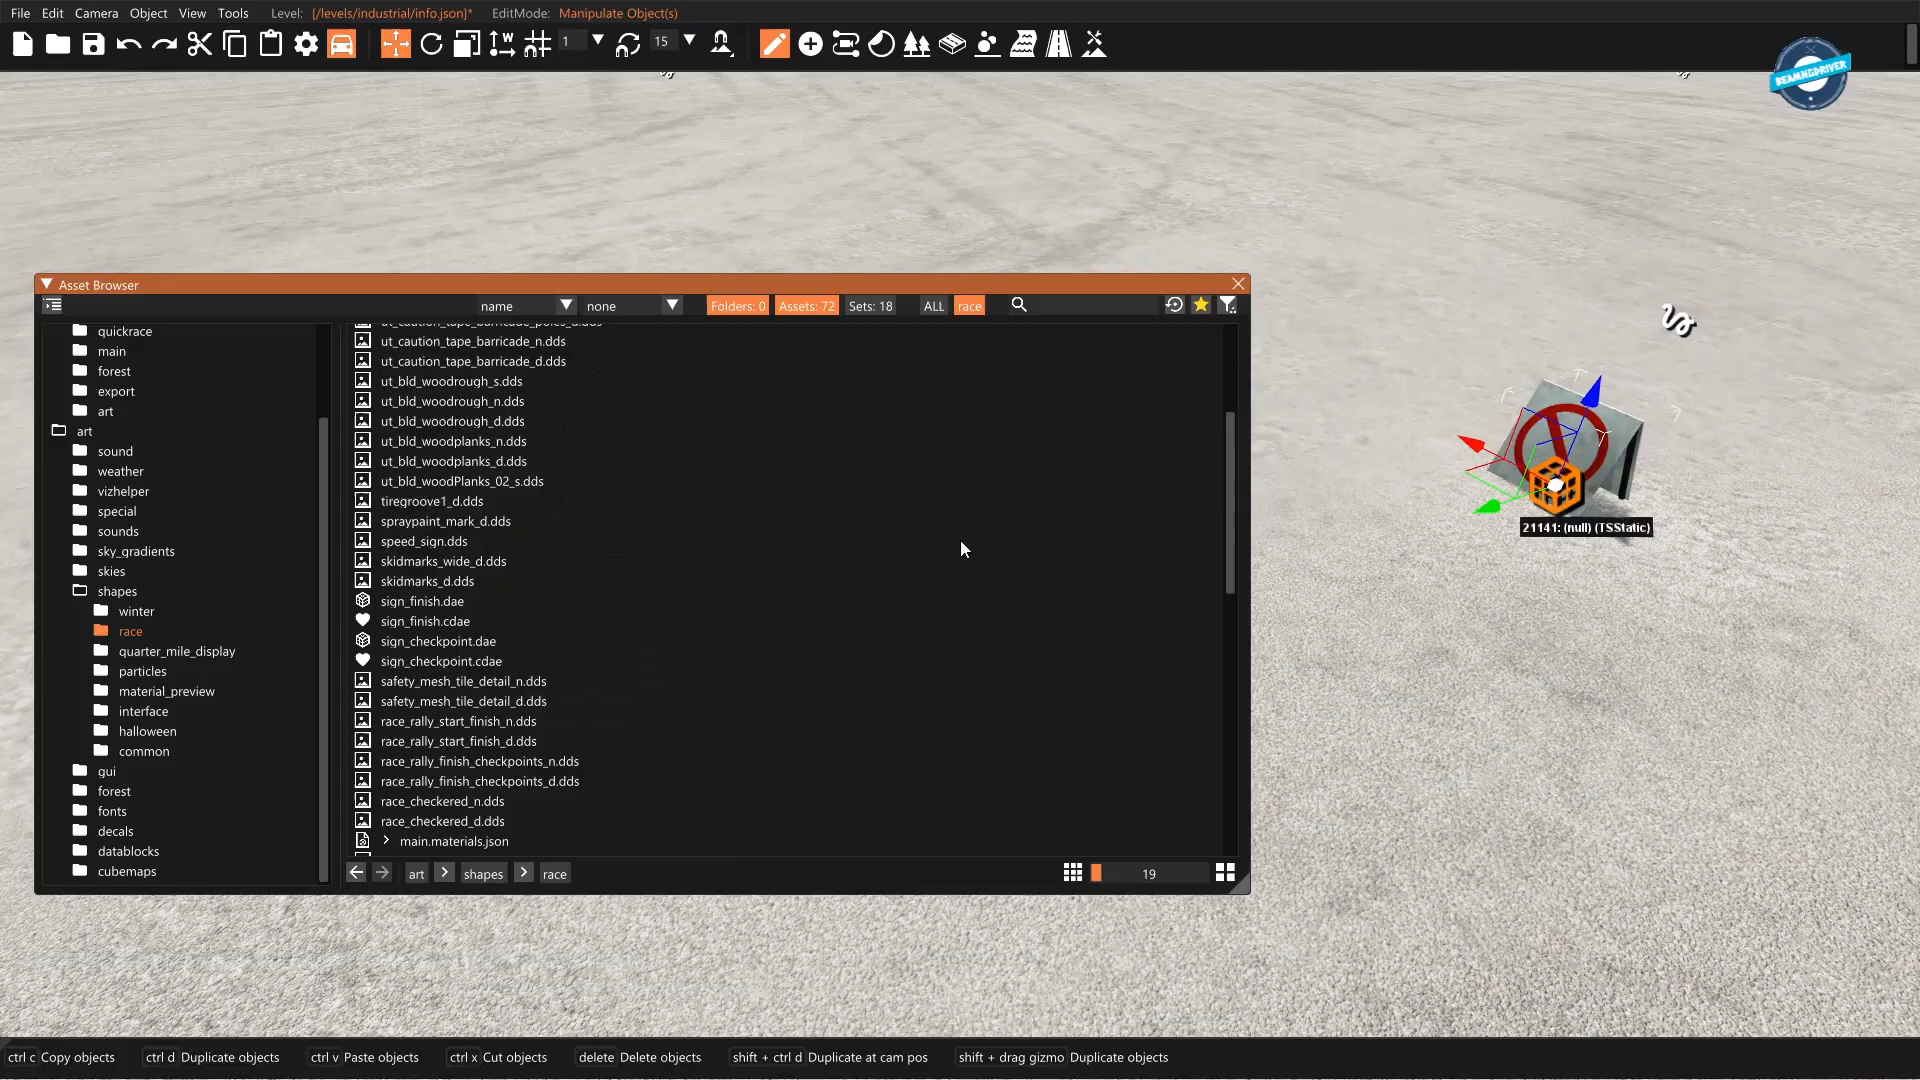 File Edit Camera Object View Tools Level: [/levels/industrial/info.json]* EditMode: Manipulate Object(s)
1 15
BEAMNGDRIVER
Asset Browser
name none Folders: 0 Assets: 72 Sets: 18 ALL race
quickrace
main
forest
export
art
art
sound
weather
vizhelper
special
sounds
sky_gradients
skies
shapes
winter
race
quarter_mile_display
particles
material_preview
interface
halloween
common
gui
forest
fonts
decals
datablocks
cubemaps
ut_caution_tape_barricade_poles_d.dds
ut_caution_tape_barricade_n.dds
ut_caution_tape_barricade_d.dds
ut_bld_woodrough_s.dds
ut_bld_woodrough_n.dds
ut_bld_woodrough_d.dds
ut_bld_woodplanks_n.dds
ut_bld_woodplanks_d.dds
ut_bld_woodPlanks_02_s.dds
tiregroove1_d.dds
spraypaint_mark_d.dds
speed_sign.dds
skidmarks_wide_d.dds
skidmarks_d.dds
sign_finish.dae
sign_finish.cdae
sign_checkpoint.dae
sign_checkpoint.cdae
safety_mesh_tile_detail_n.dds
safety_mesh_tile_detail_d.dds
race_rally_start_finish_n.dds
race_rally_start_finish_d.dds
race_rally_finish_checkpoints_n.dds
race_rally_finish_checkpoints_d.dds
race_checkered_n.dds
race_checkered_d.dds
> main.materials.json
art > shapes > race 19
21141: (null) (TSStatic)
ctrl c Copy objects ctrl d Duplicate objects ctrl v Paste objects ctrl x Cut objects delete Delete objects shift + ctrl d Duplicate at cam pos shift + drag gizmo Duplicate objects